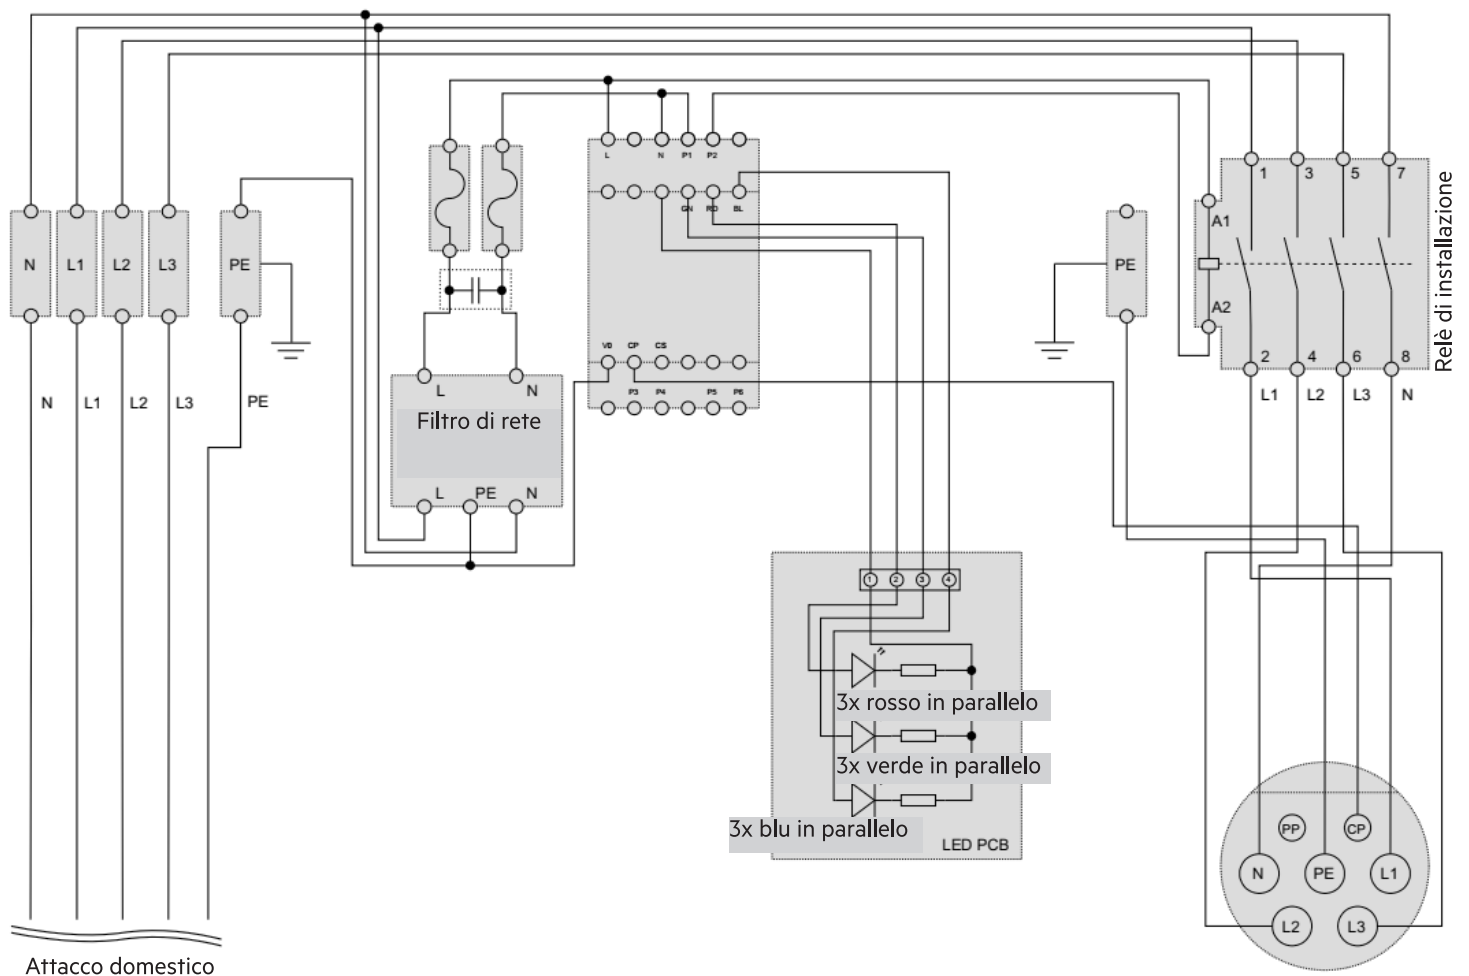 L N P1 P2
GN RD BL
1 3 5 7
A1
N L1 L2 L3 PE
PE
A2
Relè di installazione
V0 CP CS
2 4 6 8
L N
P3 P4 P5 P6
L1 L2 L3 N
N L1 L2 L3 PE
Filtro di rete
L PE N
1 2 3 4
3x rosso in parallelo
3x verde in parallelo
3x blu in parallelo
LED PCB
PP CP
N PE L1
L2 L3
Attacco domestico